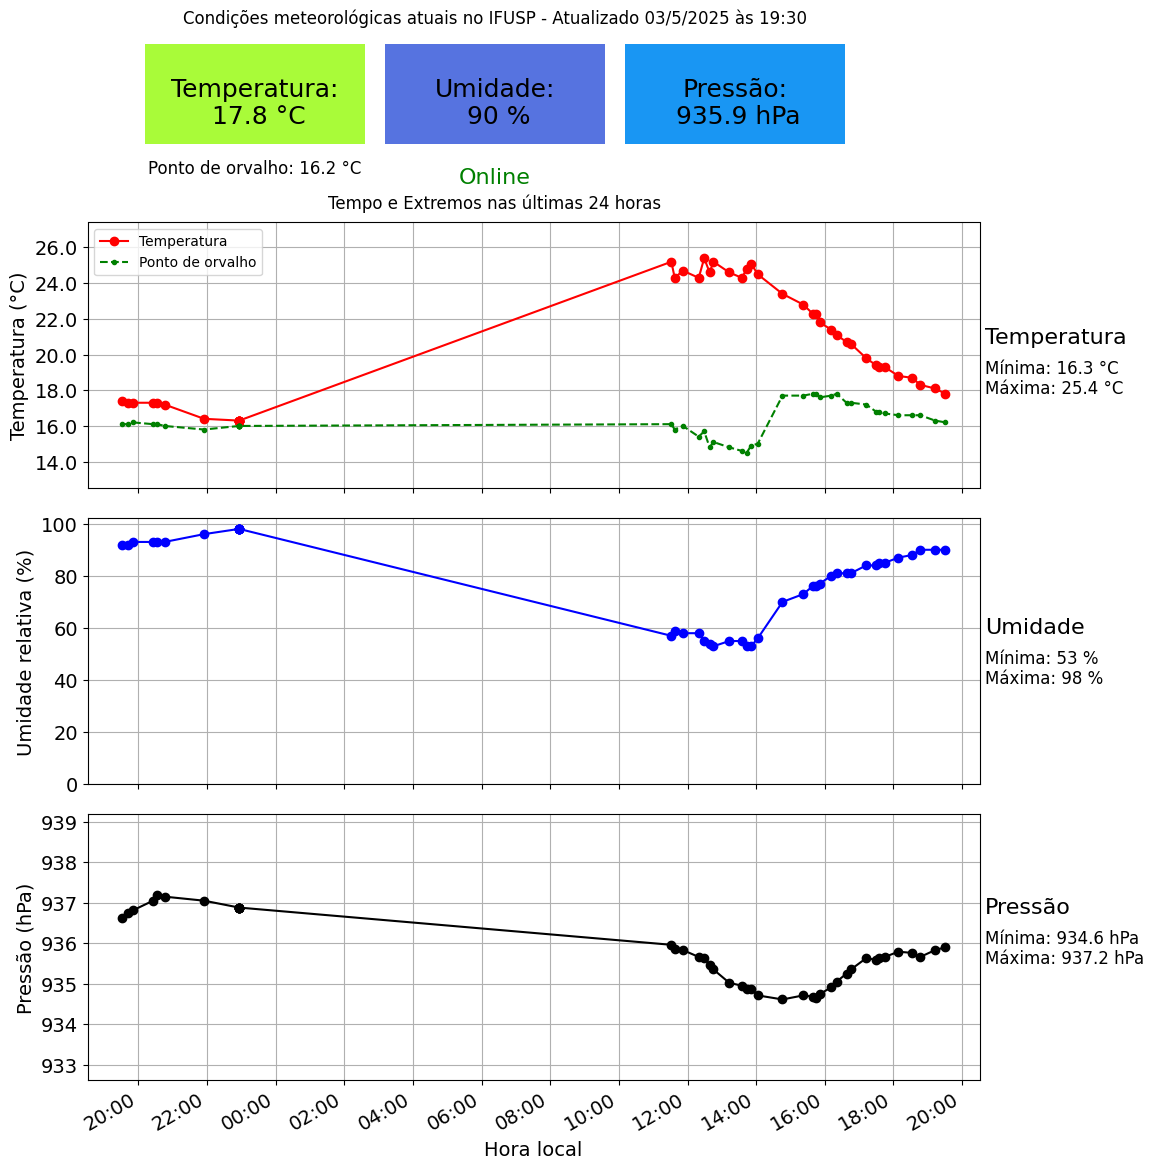 Condições meteorológicas atuais no IFUSP - Atualizado 03/5/2025 às 19:30
Temperatura:
17.8 °C
Umidade:
90 %
Pressão:
935.9 hPa
Ponto de orvalho: 16.2 °C
Online
Tempo e Extremos nas últimas 24 horas
Temperatura
Ponto de orvalho
Temperatura (°C)
26.0
24.0
22.0
20.0
18.0
16.0
14.0
Temperatura
Mínima: 16.3 °C
Máxima: 25.4 °C
Umidade relativa (%)
100
80
60
40
20
0
Umidade
Mínima: 53 %
Máxima: 98 %
Pressão (hPa)
939
938
937
936
935
934
933
Pressão
Mínima: 934.6 hPa
Máxima: 937.2 hPa
20:00 22:00 00:00 02:00 04:00 06:00 08:00 10:00 12:00 14:00 16:00 18:00 20:00
Hora local